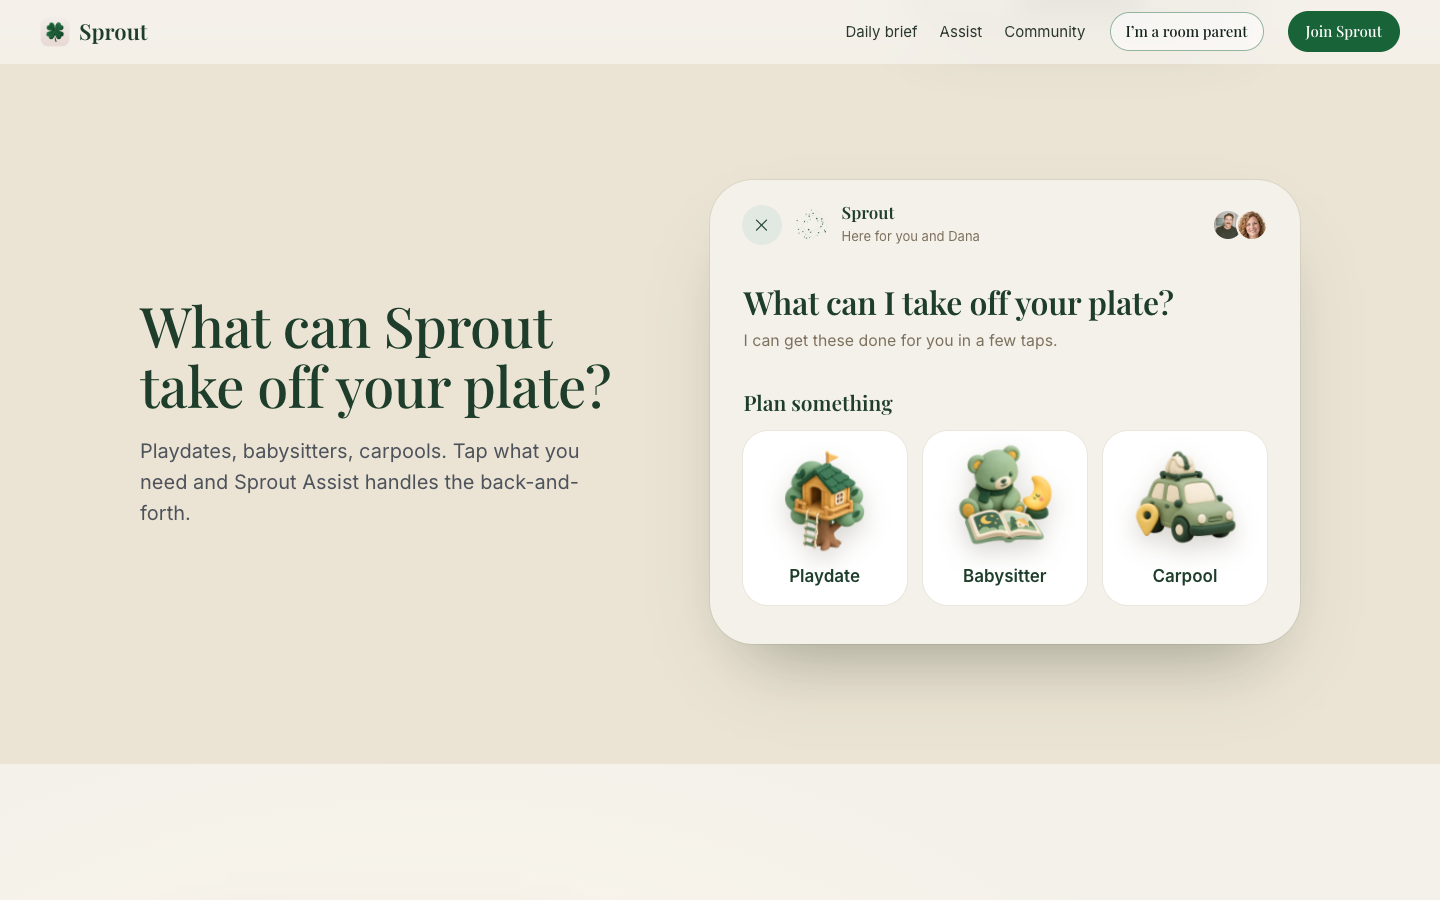 Sprout
Daily brief
Assist
Community
I'm a room parent
Join Sprout
What can Sprout
take off your plate?
Playdates, babysitters, carpools. Tap what you
need and Sprout Assist handles the back-and-
forth.
Sprout
Here for you and Dana
What can I take off your plate?
I can get these done for you in a few taps.
Plan something
Playdate
Babysitter
Carpool